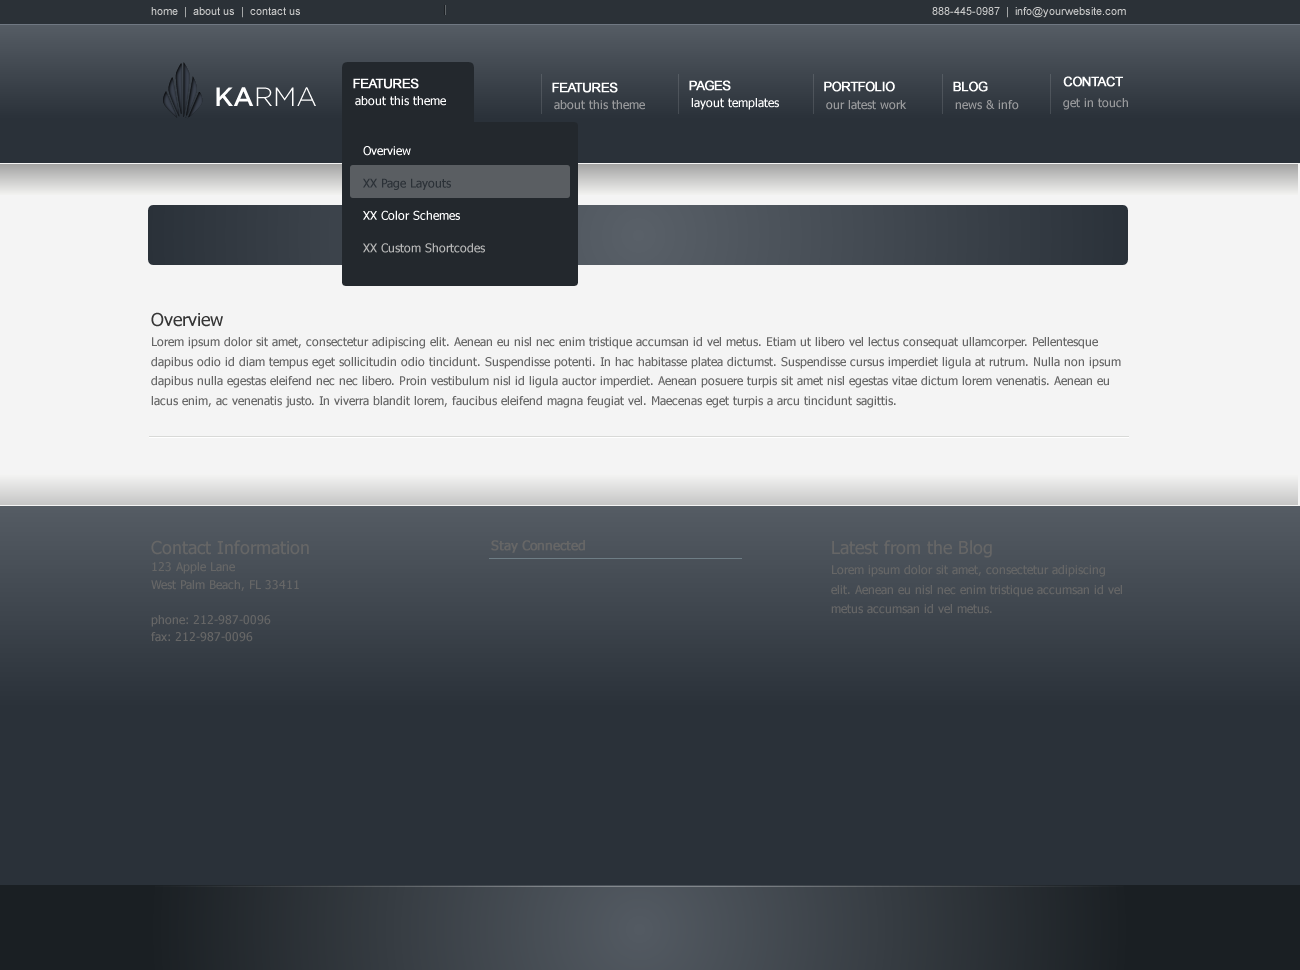 home | about us | contact us
888-445-0987 | info@yourwebsite.com
KARMA
FEATURES
about this theme
FEATURES
about this theme
PAGES
layout templates
PORTFOLIO
our latest work
BLOG
news & info
CONTACT
get in touch
Overview
XX Page Layouts
XX Color Schemes
XX Custom Shortcodes
Overview
Lorem ipsum dolor sit amet, consectetur adipiscing elit. Aenean eu nisl nec enim tristique accumsan id vel metus. Etiam ut libero vel lectus consequat ullamcorper. Pellentesque
dapibus odio id diam tempus eget sollicitudin odio tincidunt. Suspendisse potenti. In hac habitasse platea dictumst. Suspendisse cursus imperdiet ligula at rutrum. Nulla non ipsum
dapibus nulla egestas eleifend nec nec libero. Proin vestibulum nisl id ligula auctor imperdiet. Aenean posuere turpis sit amet nisl egestas vitae dictum lorem venenatis. Aenean eu
lacus enim, ac venenatis justo. In viverra blandit lorem, faucibus eleifend magna feugiat vel. Maecenas eget turpis a arcu tincidunt sagittis.
Contact Information
123 Apple Lane
West Palm Beach, FL 33411
phone: 212-987-0096
fax: 212-987-0096
Stay Connected
Latest from the Blog
Lorem ipsum dolor sit amet, consectetur adipiscing
elit. Aenean eu nisl nec enim tristique accumsan id vel
metus accumsan id vel metus.